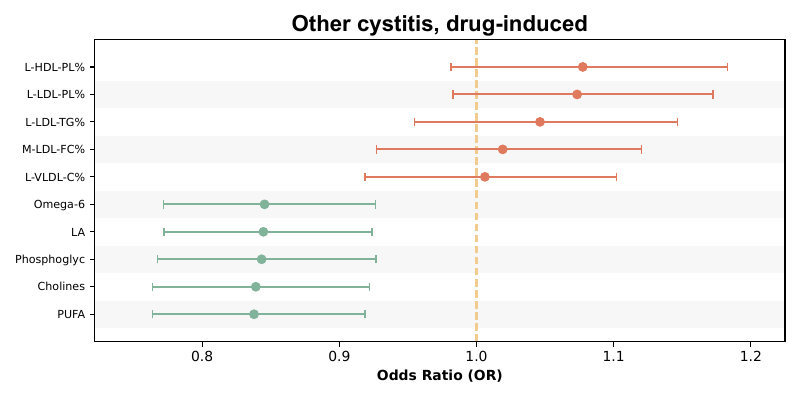 Other cystitis, drug-induced
L-HDL-PL%
L-LDL-PL%
L-LDL-TG%
M-LDL-FC%
L-VLDL-C%
Omega-6
LA
Phosphoglyc
Cholines
PUFA
0.8 0.9 1.0 1.1 1.2
Odds Ratio (OR)